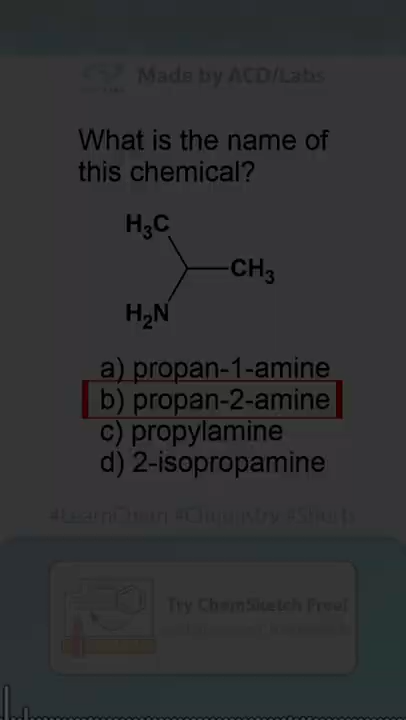 Made by ACD/Labs
What is the name of
this chemical?
H₃C
CH₃
H₂N
a) propan-1-amine
b) propan-2-amine
c) propylamine
d) 2-isopropamine
#LearnChem #Chemistry #Shorts
Try ChemSketch Free!